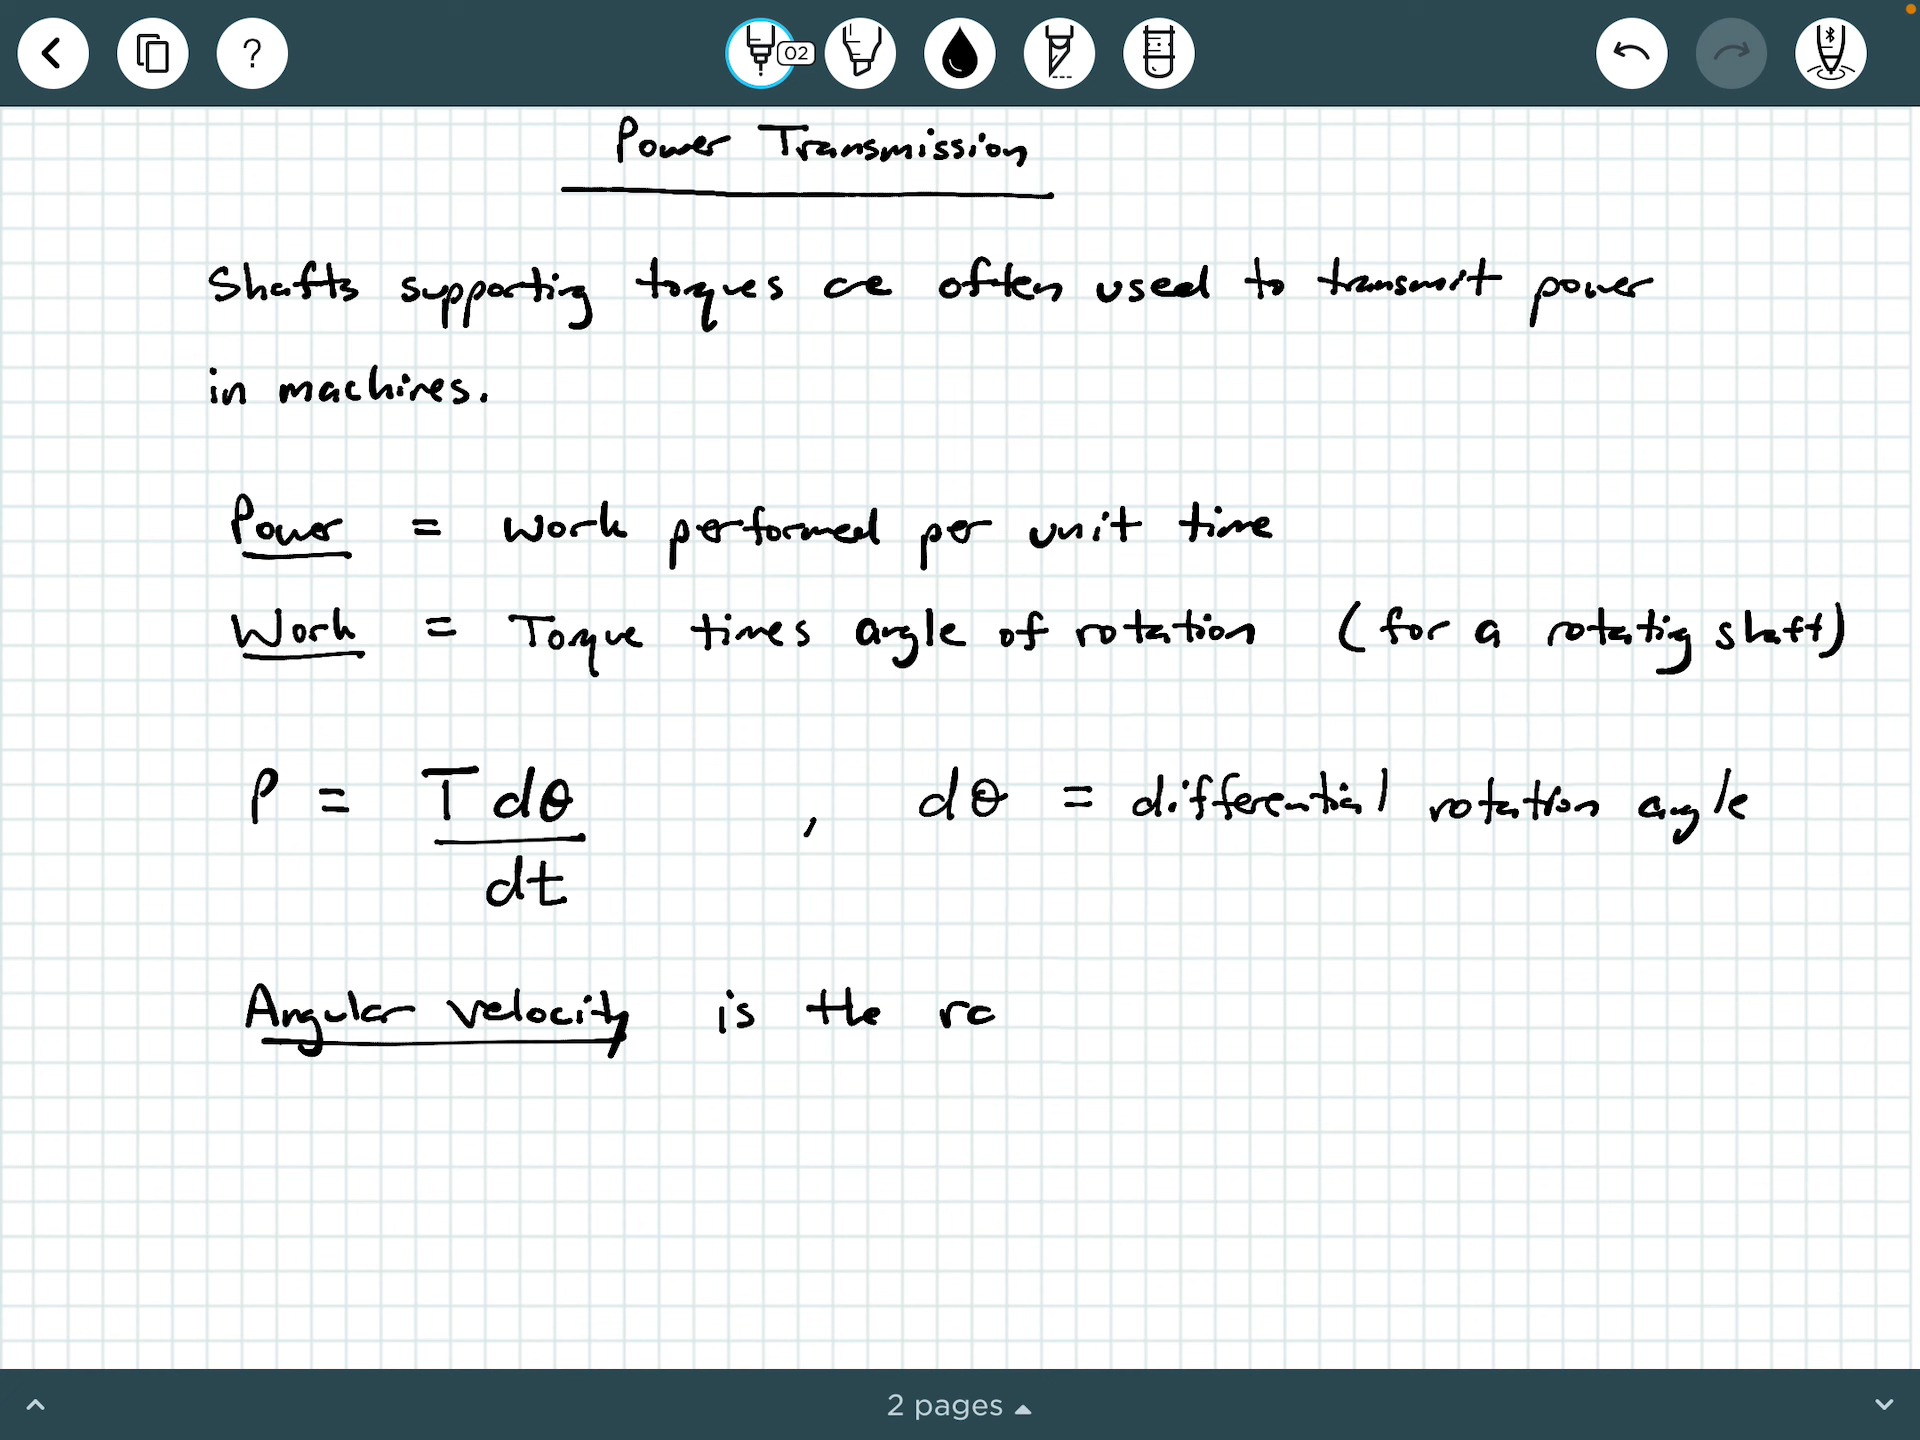 02
Power Transmission
Shafts supporting torques are often used to transmit power
in machines.
Power = work performed per unit time
Work = Torque times angle of rotation (for a rotating shaft)
P = T dθ / dt , dθ = differential rotation angle
Angular velocity is the ra
2 pages